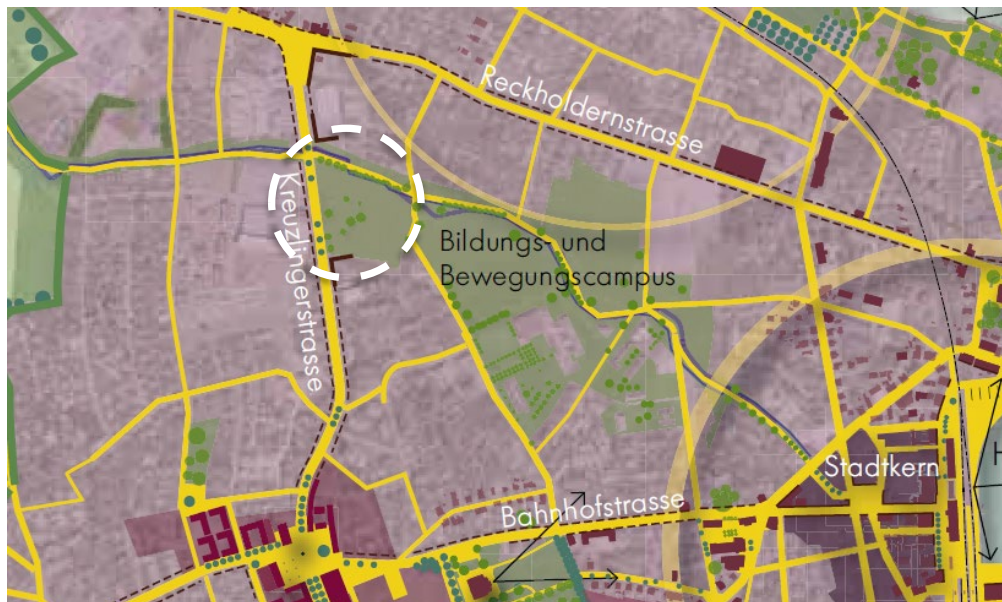 Reckholdernstrasse
Kreuzlingerstrasse
Bildungs- und
Bewegungscampus
Stadtkern
H
Bahnhofstrasse